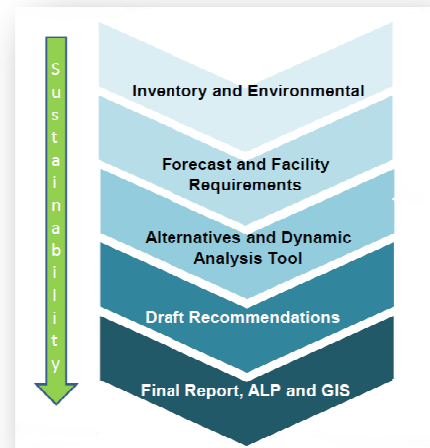 Sustainability
Inventory and Environmental
Forecast and Facility
Requirements
Alternatives and Dynamic
Analysis Tool
Draft Recommendations
Final Report, ALP and GIS